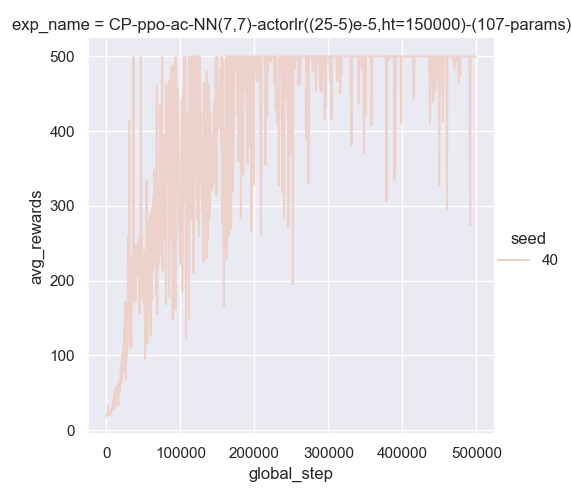 exp_name = CP-ppo-ac-NN(7,7)-actorlr((25-5)e-5,ht=150000)-(107-params)
500
400
300
200
100
0
avg_rewards
0 100000 200000 300000 400000 500000
global_step
seed
40